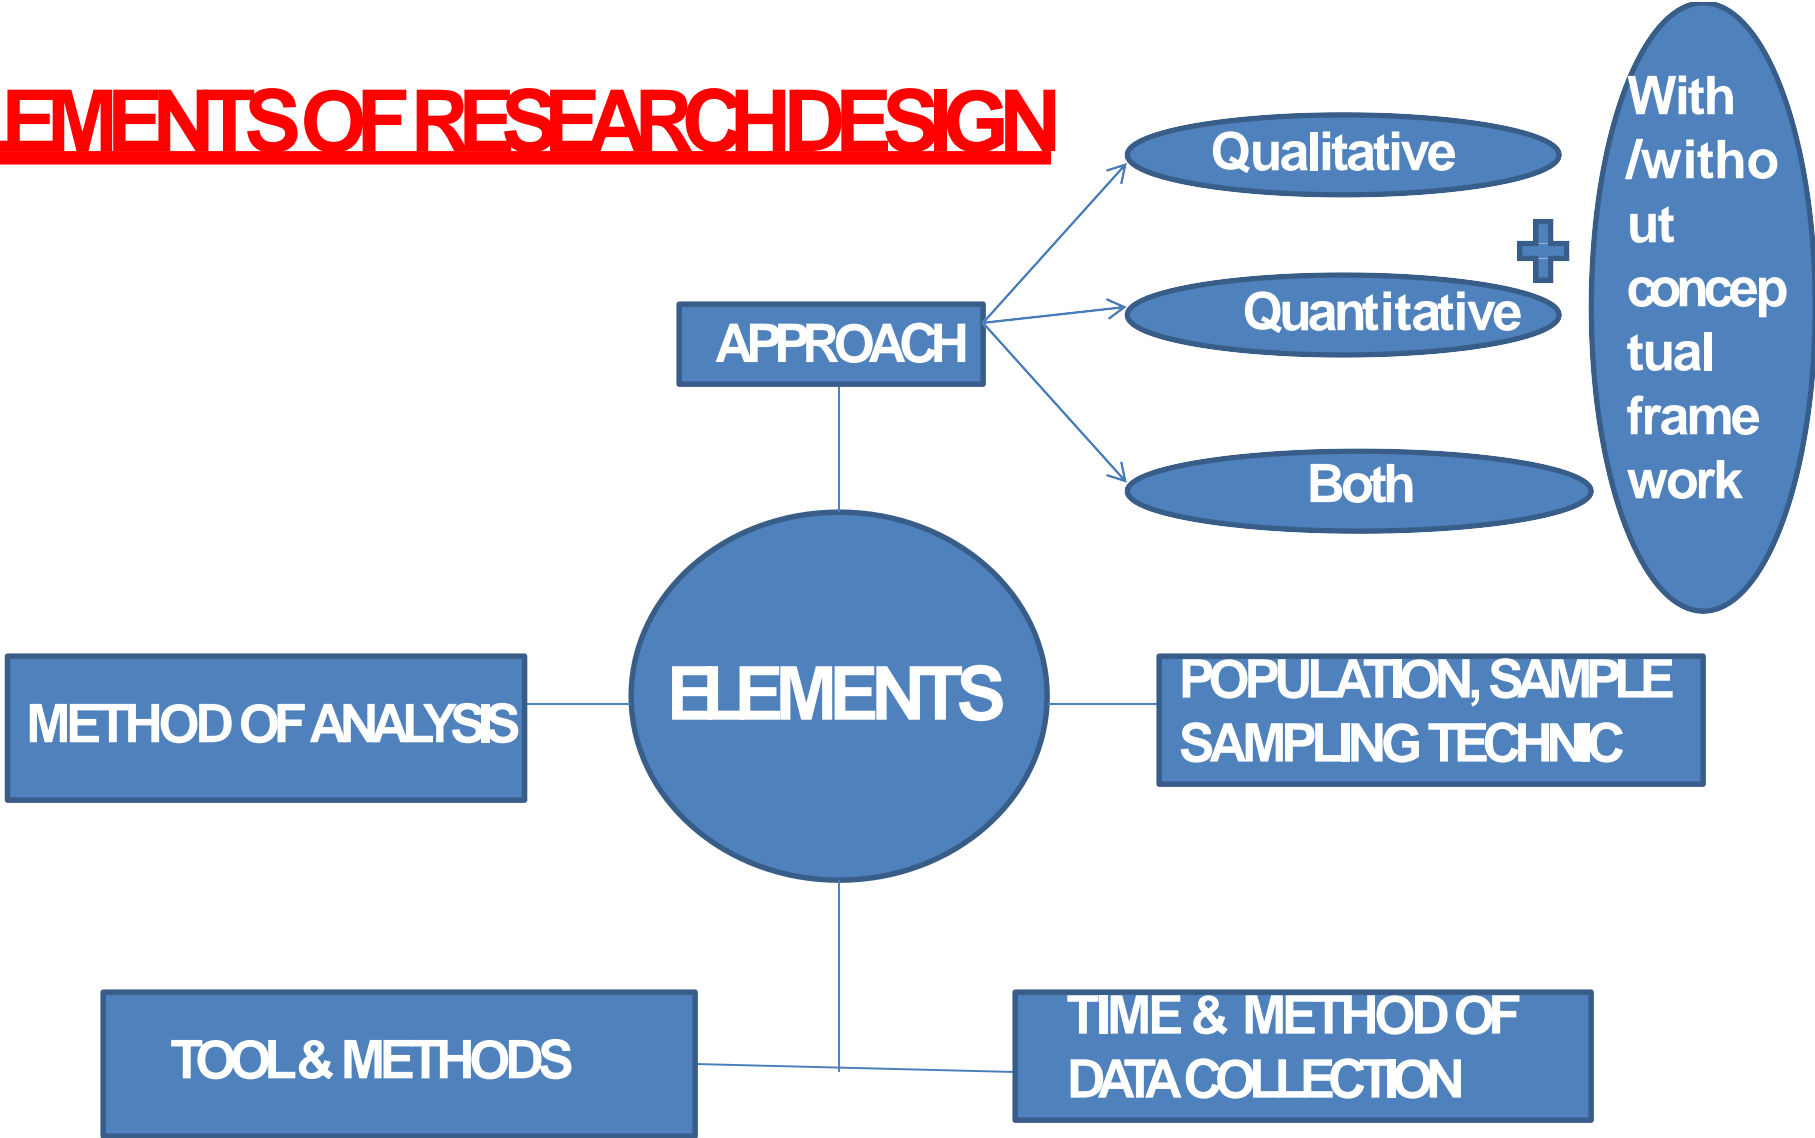 EMENTS OF RESEARCH DESIGN
Qualitative
Quantitative
Both
With
/witho
ut
concep
tual
frame
work
APPROACH
ELEMENTS
METHOD OF ANALYSIS
POPULATION, SAMPLE
SAMPLING TECHNIC
TOOL & METHODS
TIME & METHOD OF
DATA COLLECTION